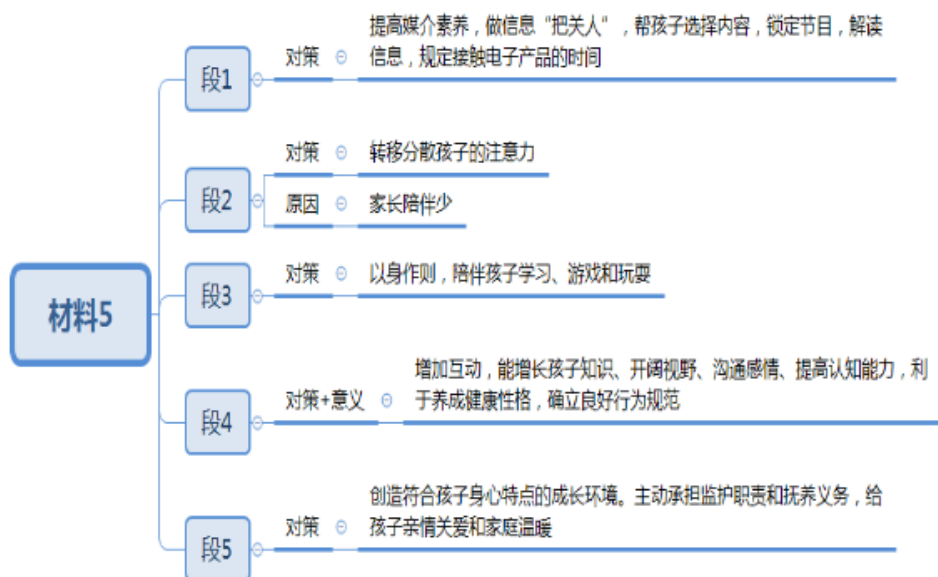 材料5
段1
对策
提高媒介素养，做信息“把关人”，帮孩子选择内容，锁定节目，解读
信息，规定接触电子产品的时间
段2
对策
转移分散孩子的注意力
原因
家长陪伴少
段3
对策
以身作则，陪伴孩子学习、游戏和玩耍
段4
对策+意义
增加互动，能增长孩子知识、开阔视野、沟通感情、提高认知能力，利
于养成健康性格，确立良好行为规范
段5
对策
创造符合孩子身心特点的成长环境。主动承担监护职责和抚养义务，给
孩子亲情关爱和家庭温暖